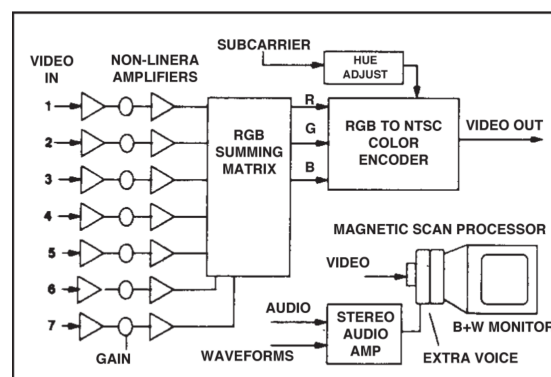 SUBCARRIER
VIDEO IN
NON-LINERA AMPLIFIERS
HUE ADJUST
1
2
3
4
5
6
7
GAIN
RGB SUMMING MATRIX
R
G
B
RGB TO NTSC COLOR ENCODER
VIDEO OUT
MAGNETIC SCAN PROCESSOR
VIDEO
B+W MONITOR
AUDIO
WAVEFORMS
STEREO AUDIO AMP
EXTRA VOICE